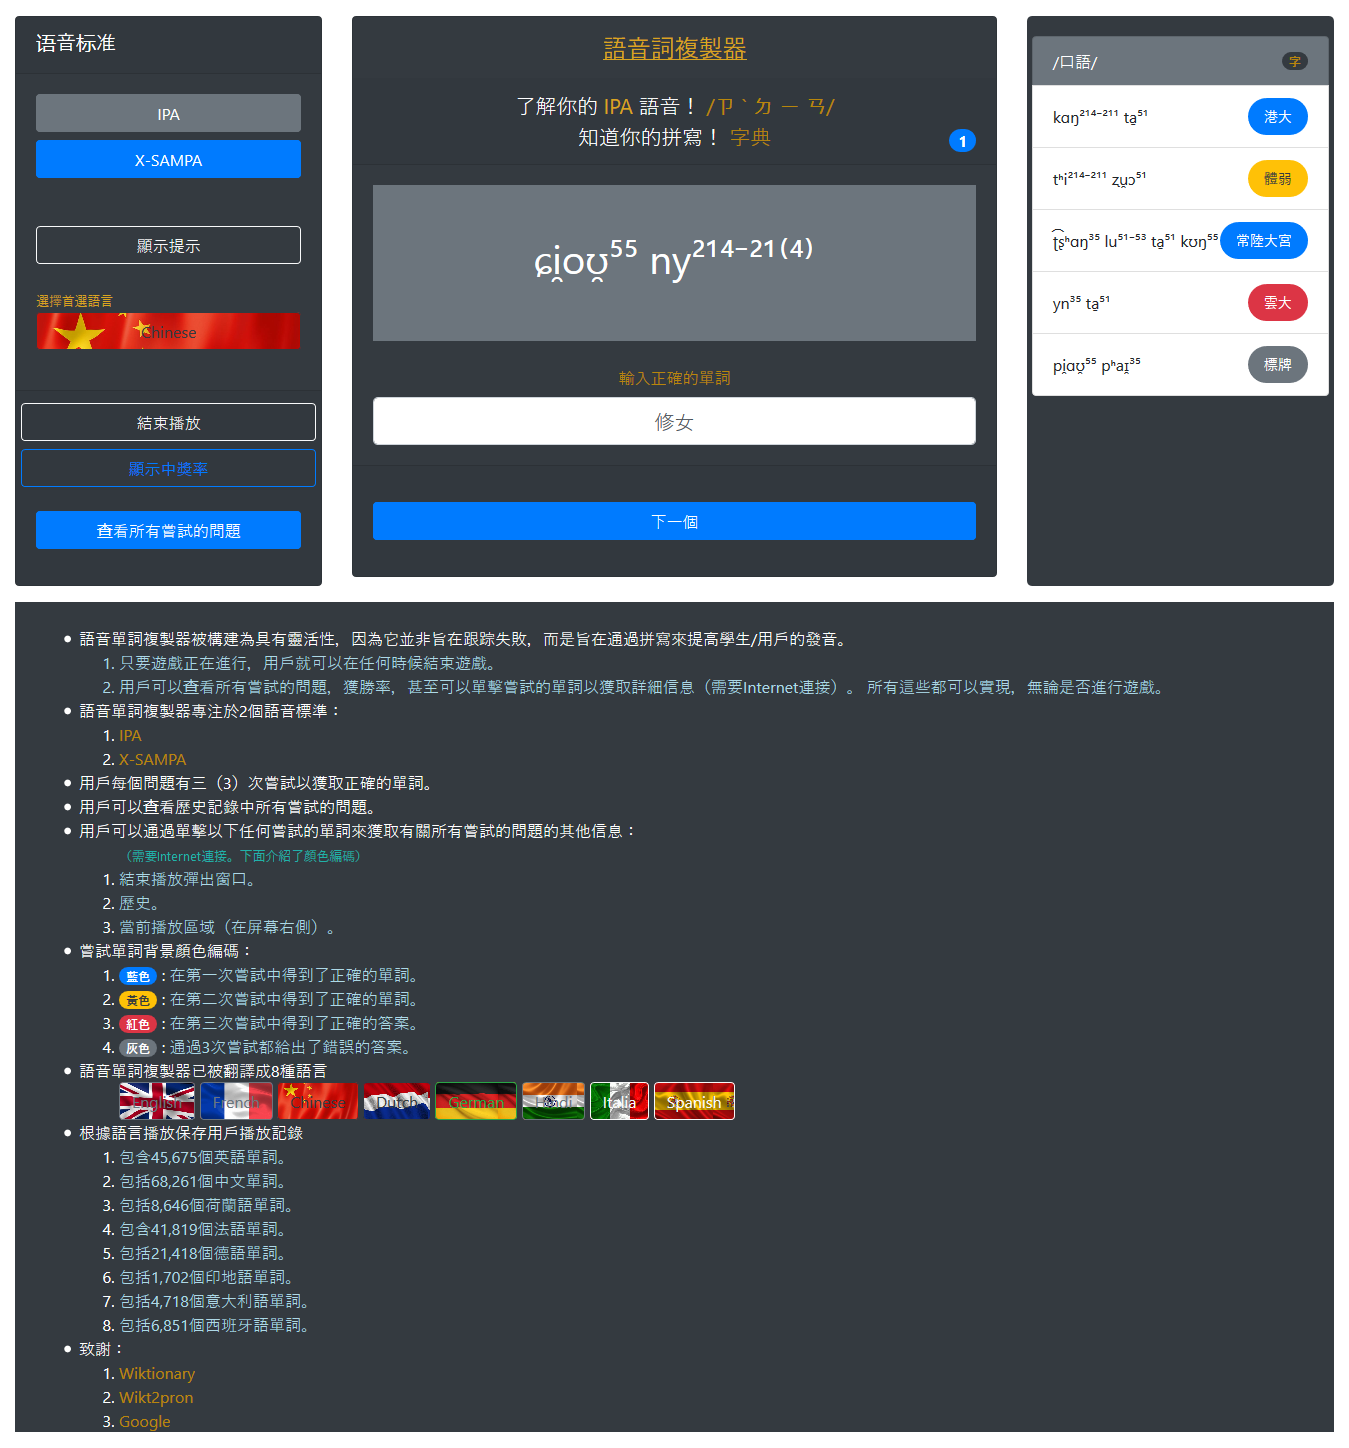 语音标准
IPA
X-SAMPA
顯示提示
選擇首選語言
Chinese
結束播放
顯示中獎率
查看所有嘗試的問題
語音詞複製器
了解你的 IPA 語音！ /ㄗˋㄉㄧㄢ/
知道你的拼寫！ 字典
1
ɕi̯oʊ̯⁵⁵ ny²¹⁴⁻²¹⁽⁴⁾
輸入正確的單詞
修女
下一個
/口語/ 字
kɑŋ²¹⁴⁻²¹¹ ta̠⁵¹ 港大
tʰi²¹⁴⁻²¹¹ ʐu̯ɔ⁵¹ 體弱
ʈ͡ʂʰɑŋ³⁵ lu⁵¹⁻⁵³ ta̠⁵¹ kʊŋ⁵⁵ 常陸大宮
yn³⁵ ta̠⁵¹ 雲大
pi̯ɑʊ̯⁵⁵ pʰaɪ̯³⁵ 標牌
• 語音單詞複製器被構建為具有靈活性，因為它並非旨在跟踪失敗，而是旨在通過拼寫來提高學生/用戶的發音。
1. 只要遊戲正在進行，用戶就可以在任何時候結束遊戲。
2. 用戶可以查看所有嘗試的問題，獲勝率，甚至可以單擊嘗試的單詞以獲取詳細信息（需要Internet連接）。 所有這些都可以實現，無論是否進行遊戲。
• 語音單詞複製器專注於2個語音標準：
1. IPA
2. X-SAMPA
• 用戶每個問題有三（3）次嘗試以獲取正確的單詞。
• 用戶可以查看歷史記錄中所有嘗試的問題。
• 用戶可以通過單擊以下任何嘗試的單詞來獲取有關所有嘗試的問題的其他信息：
（需要Internet連接。下面介紹了顏色編碼）
1. 結束播放彈出窗口。
2. 歷史。
3. 當前播放區域（在屏幕右側）。
• 嘗試單詞背景顏色編碼：
1. 藍色 : 在第一次嘗試中得到了正確的單詞。
2. 黃色 : 在第二次嘗試中得到了正確的單詞。
3. 紅色 : 在第三次嘗試中得到了正確的答案。
4. 灰色 : 通過3次嘗試都給出了錯誤的答案。
• 語音單詞複製器已被翻譯成8種語言
English French Chinese Dutch German Hindi Italia Spanish
• 根據語言播放保存用戶播放記錄
1. 包含45,675個英語單詞。
2. 包括68,261個中文單詞。
3. 包括8,646個荷蘭語單詞。
4. 包含41,819個法語單詞。
5. 包括21,418個德語單詞。
6. 包括1,702個印地語單詞。
7. 包括4,718個意大利語單詞。
8. 包括6,851個西班牙語單詞。
• 致謝：
1. Wiktionary
2. Wikt2pron
3. Google